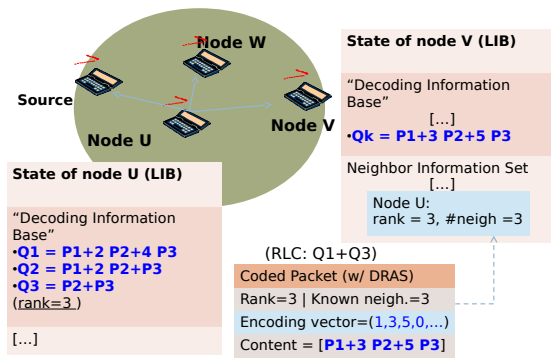 Node W
Source
Node U
Node V
State of node V (LIB)
“Decoding Information
Base”
[...]
•Qk = P1+3 P2+5 P3
Neighbor Information Set
[...]
Node U:
rank = 3, #neigh =3
State of node U (LIB)
“Decoding Information
Base”
•Q1 = P1+2 P2+4 P3
•Q2 = P1+2 P2+P3
•Q3 = P2+P3
(rank=3 )
[...]
(RLC: Q1+Q3)
Coded Packet (w/ DRAS)
Rank=3 | Known neigh.=3
Encoding vector=(1,3,5,0,...)
Content = [P1+3 P2+5 P3]